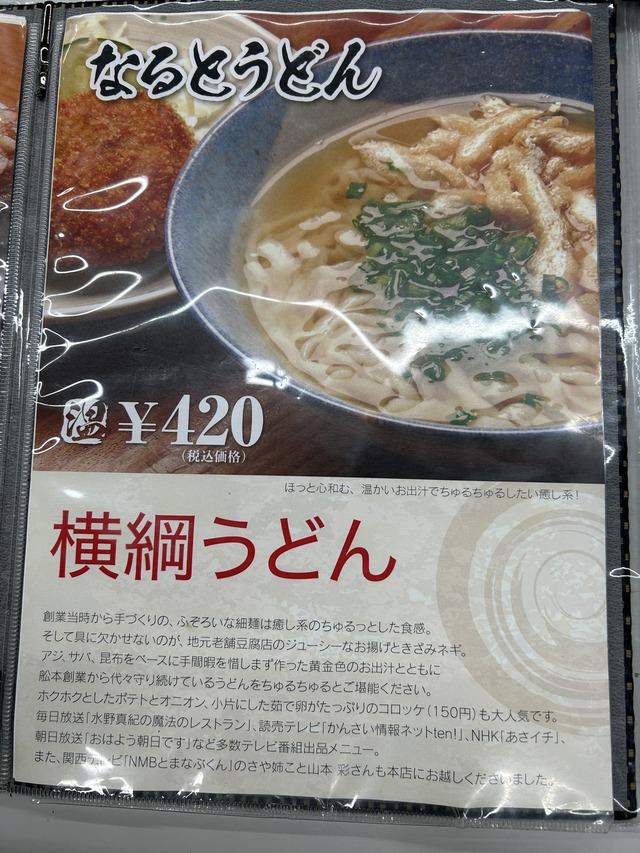 なるとうどん
温 ¥420
(税込価格)
ほっと心和む、温かいお出汁でちゅるちゅるしたい癒し系!
横綱うどん
創業当時から手づくりの、ふぞろいな細麺は癒し系のちゅるっとした食感。
そして具に欠かせないのが、地元老舗豆腐店のジューシーなお揚げときざみネギ。
アジ、サバ、昆布をベースに手間暇を惜しまず作った黄金色のお出汁とともに
舩本創業から代々守り続けているうどんをちゅるちゅるとご堪能ください。
ホクホクとしたポテトとオニオン、小片にした茹で卵がたっぷりのコロッケ(150円)も大人気です。
毎日放送「水野真紀の魔法のレストラン」、読売テレビ「かんさい情報ネットten!」、NHK「あさイチ」、
朝日放送「おはよう朝日です」など多数テレビ番組出品メニュー。
また、関西テレビ「NMBとまなぶくん」のさや姉こと山本 彩さんも本店にお越しくださいました。